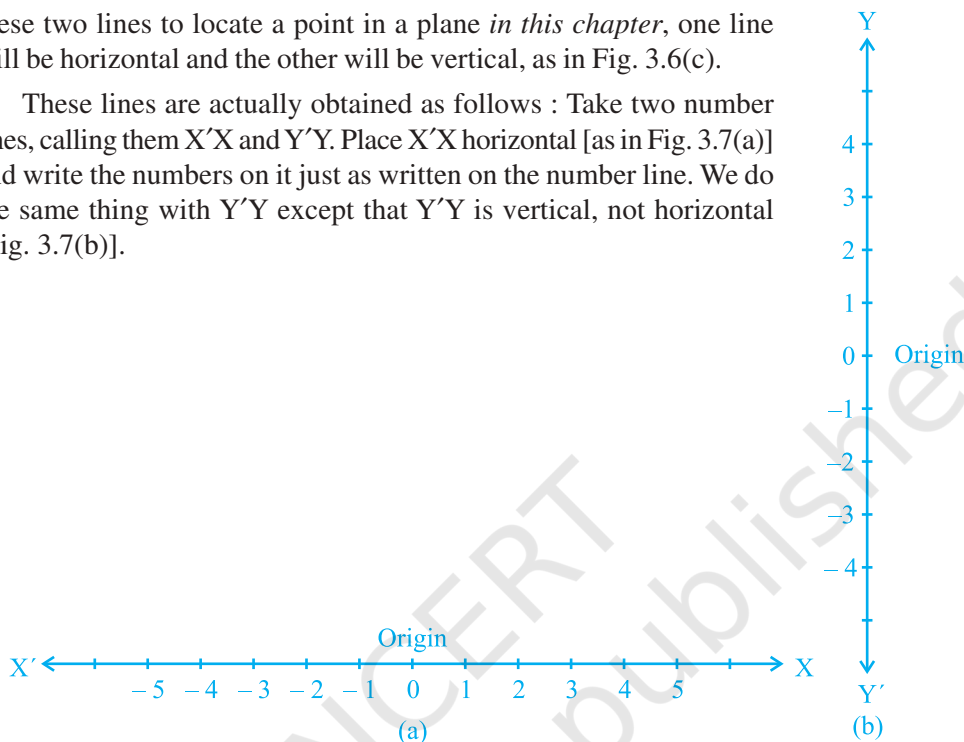 ese two lines to locate a point in a plane in this chapter, one line
ill be horizontal and the other will be vertical, as in Fig. 3.6(c).
These lines are actually obtained as follows : Take two number
nes, calling them X′X and Y′Y. Place X′X horizontal [as in Fig. 3.7(a)]
nd write the numbers on it just as written on the number line. We do
e same thing with Y′Y except that Y′Y is vertical, not horizontal
ig. 3.7(b)].
Y
4
3
2
1
0 Origin
–1
–2
–3
– 4
Y′
(b)
Origin
X′ X
– 5 – 4 – 3 – 2 – 1 0 1 2 3 4 5
(a)
NCERT
published